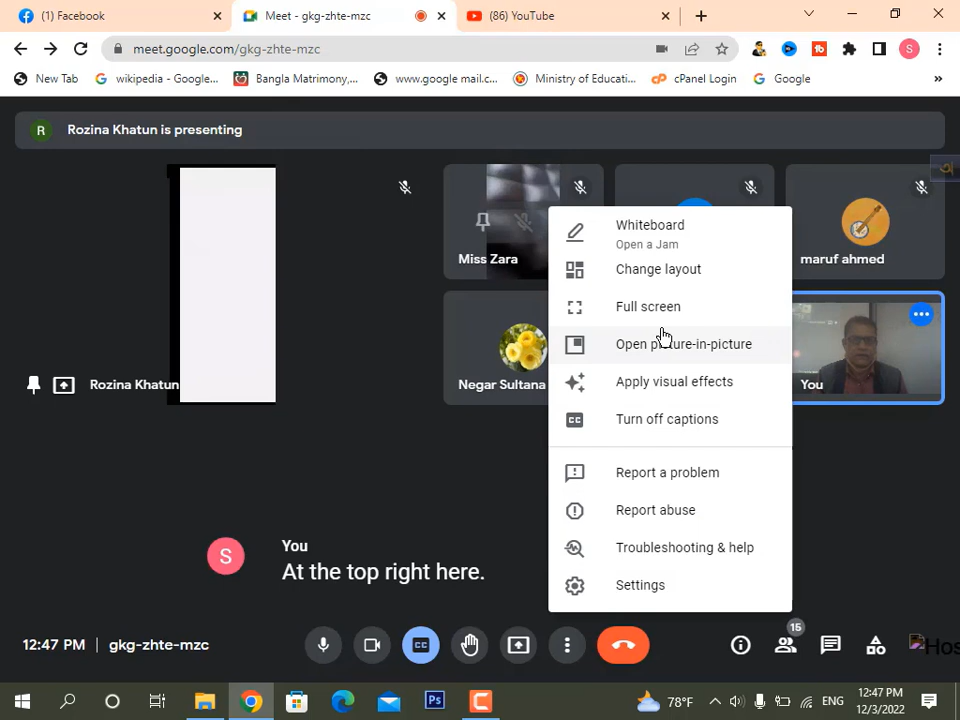 (1) Facebook
Meet - gkg-zhte-mzc
(86) YouTube
meet.google.com/gkg-zhte-mzc
S
New Tab
wikipedia - Google...
Bangla Matrimony,...
www.google mail.c...
Ministry of Educati...
cPanel Login
Google
»
R
Rozina Khatun is presenting
Rozina Khatun
Miss Zara
maruf ahmed
Negar Sultana
You
Whiteboard
Open a Jam
Change layout
Full screen
Open picture-in-picture
Apply visual effects
Turn off captions
Report a problem
Report abuse
Troubleshooting & help
Settings
S
You
At the top right here.
12:47 PM | gkg-zhte-mzc
CC
15
Hos
Ps
78°F
ENG
12:47 PM
12/3/2022